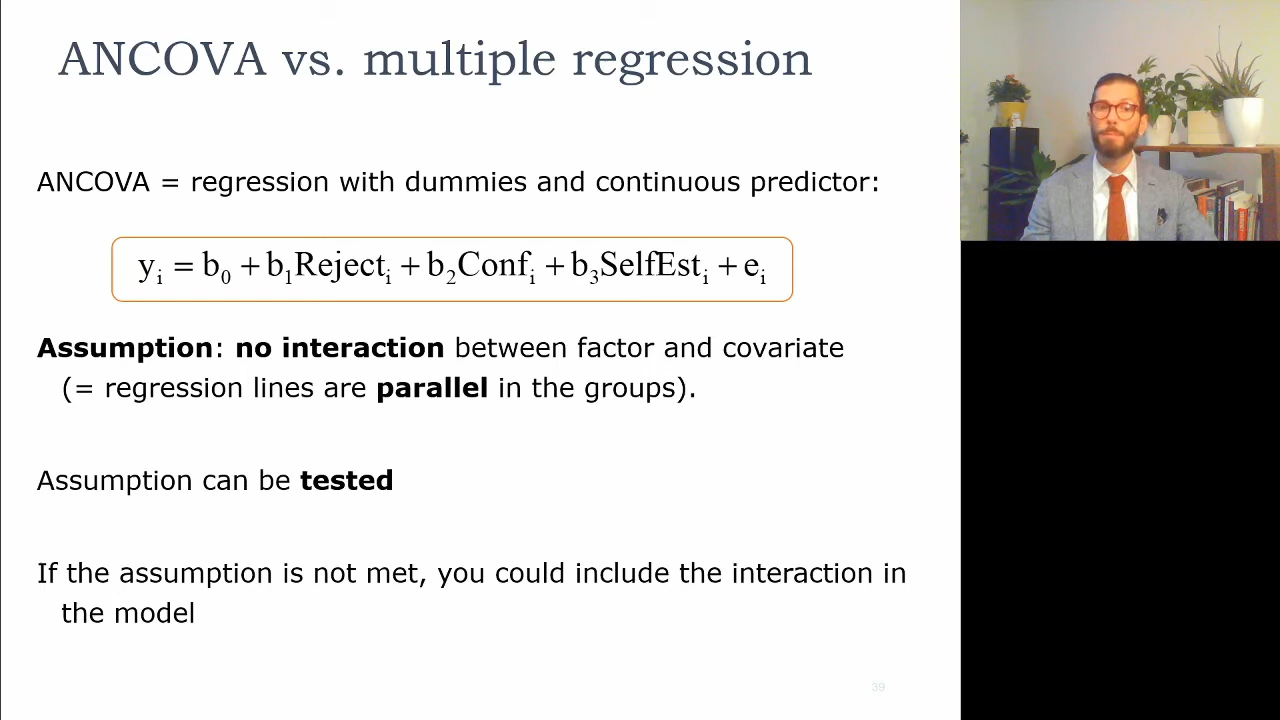 ANCOVA vs. multiple regression
ANCOVA = regression with dummies and continuous predictor:
yᵢ = b₀ + b₁Rejectᵢ + b₂Confᵢ + b₃SelfEstᵢ + eᵢ
Assumption: no interaction between factor and covariate
(= regression lines are parallel in the groups).
Assumption can be tested
If the assumption is not met, you could include the interaction in
the model
39